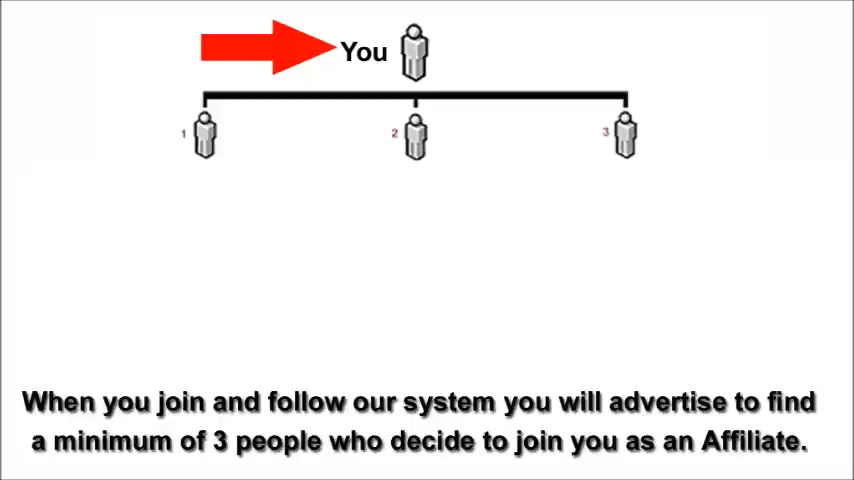 You
1 2 3
When you join and follow our system you will advertise to find
a minimum of 3 people who decide to join you as an Affiliate.